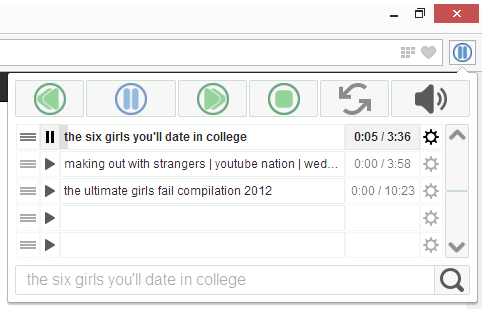 the six girls you'll date in college 0:05 / 3:36
making out with strangers | youtube nation | wed... 0:00 / 3:58
the ultimate girls fail compilation 2012 0:00 / 10:23
the six girls you'll date in college